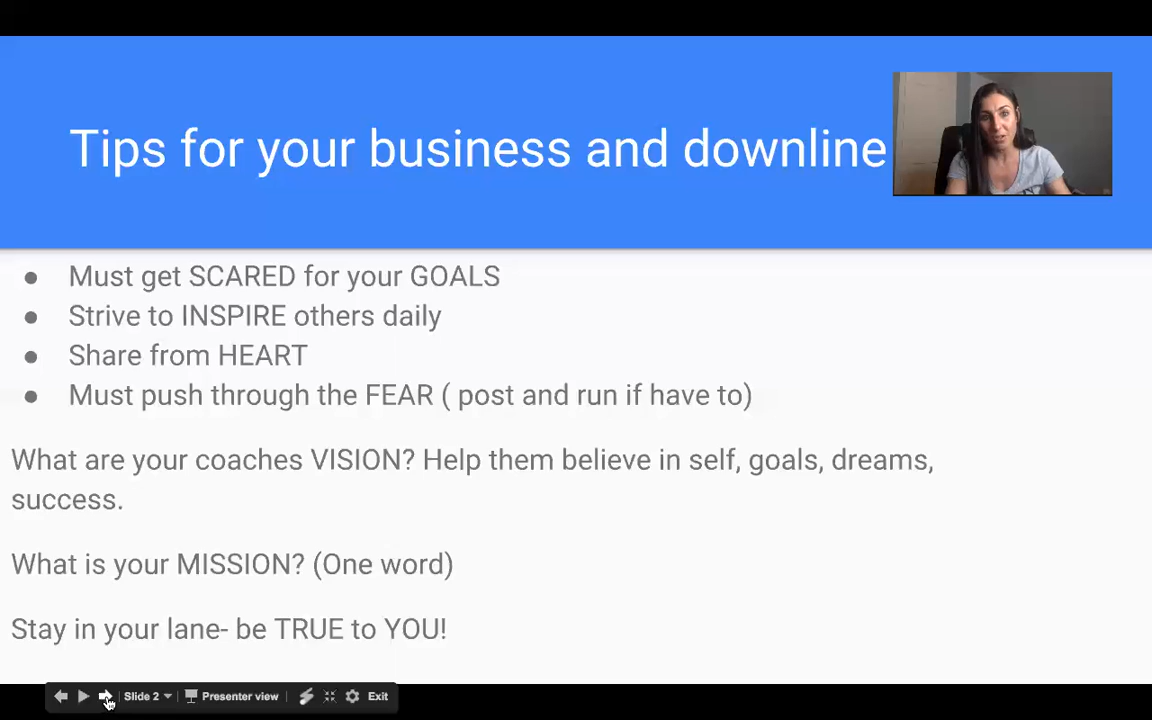 Tips for your business and downline
● Must get SCARED for your GOALS
● Strive to INSPIRE others daily
● Share from HEART
● Must push through the FEAR ( post and run if have to)
What are your coaches VISION? Help them believe in self, goals, dreams,
success.
What is your MISSION? (One word)
Stay in your lane- be TRUE to YOU!
Slide 2 Presenter view Exit